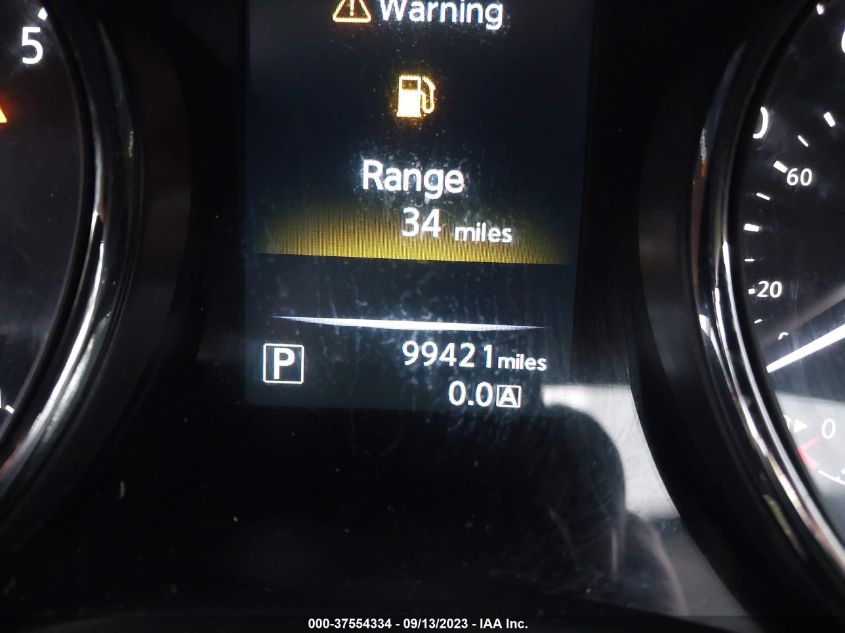 Warning
5
Range
34 miles
0
60
20
P
99421 miles
0.0 A
0
000-37554334 - 09/13/2023 - IAA Inc.